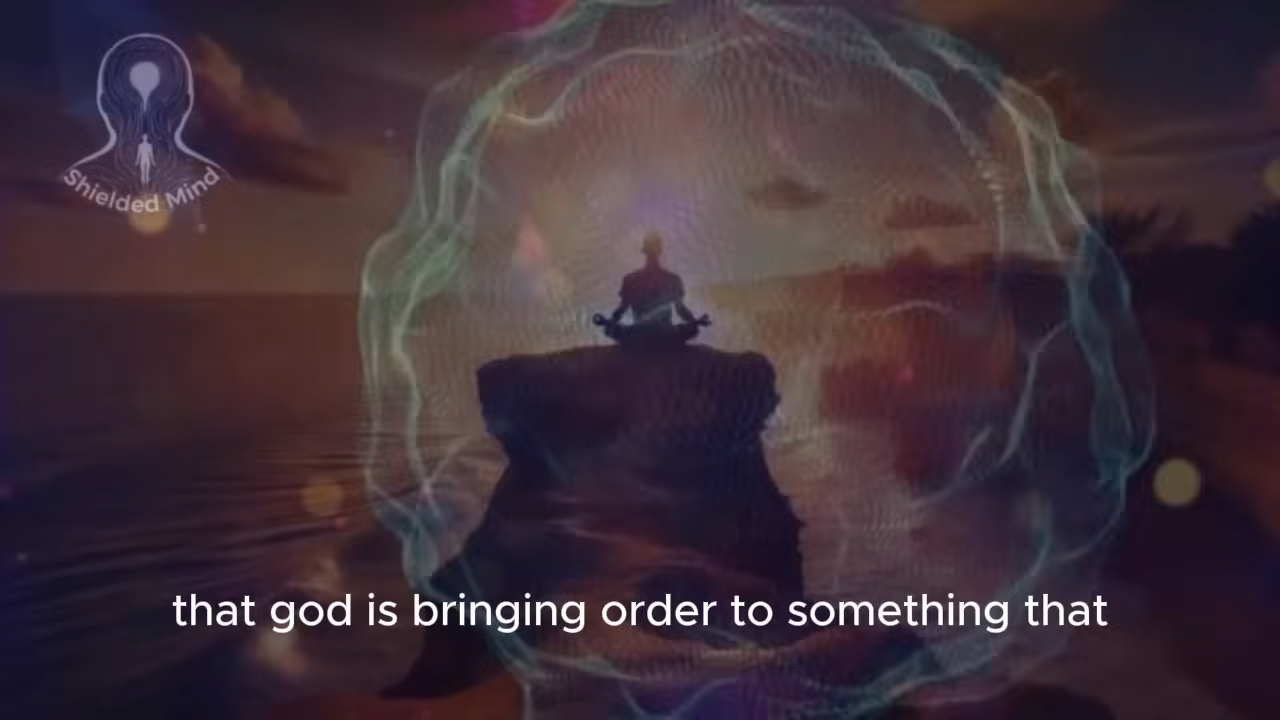 Shielded Mind
that god is bringing order to something that